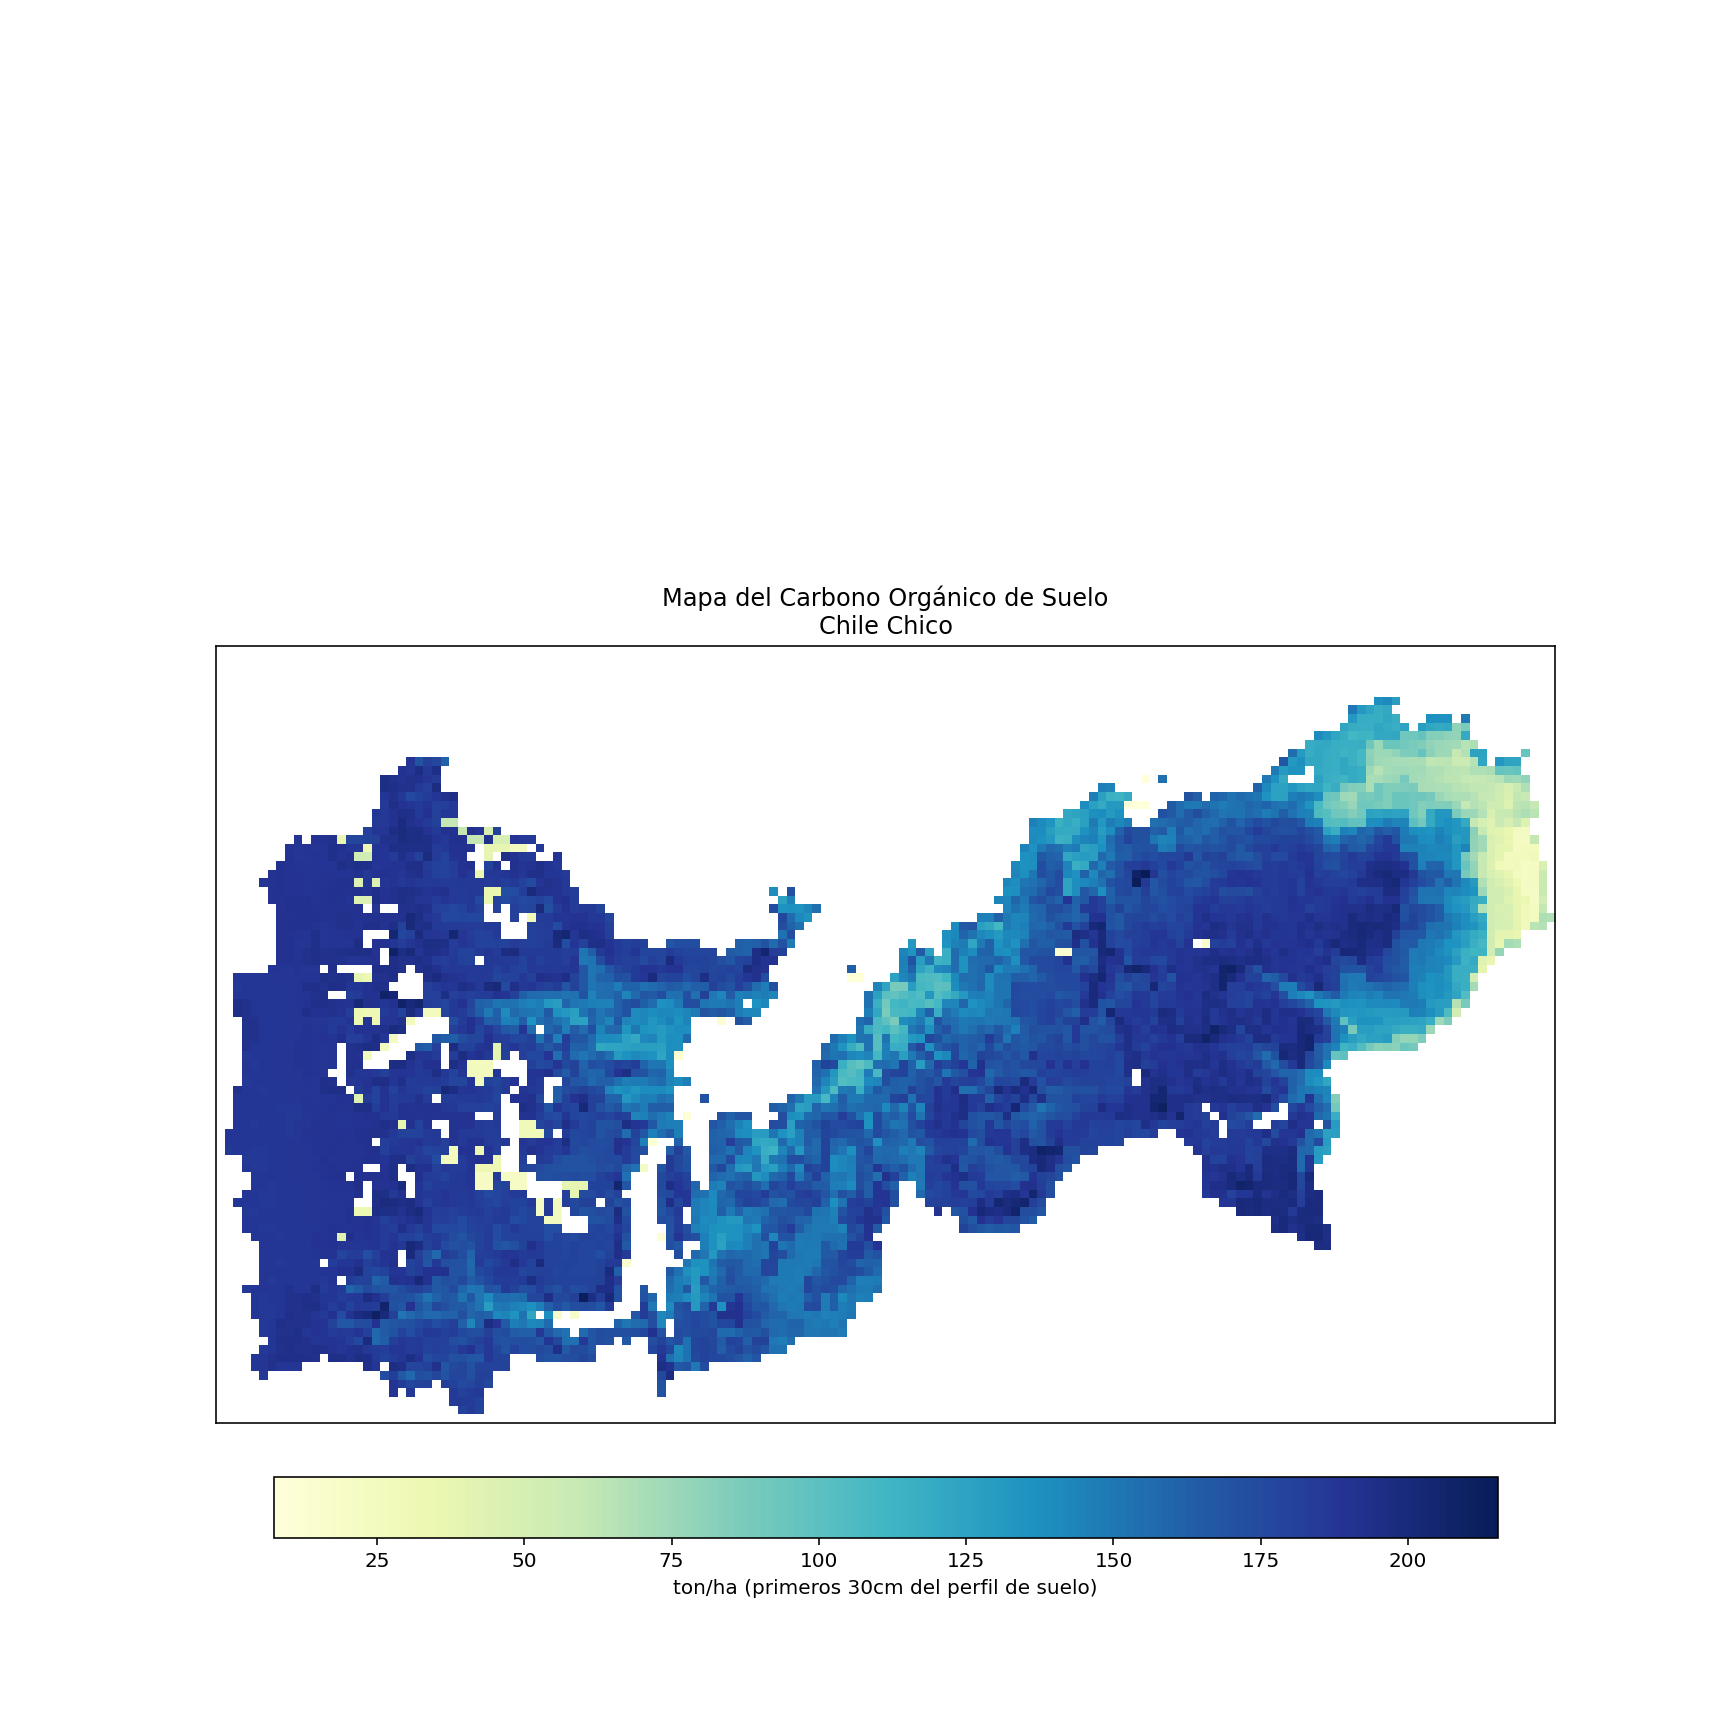 Mapa del Carbono Orgánico de Suelo
Chile Chico
25 50 75 100 125 150 175 200
ton/ha (primeros 30cm del perfil de suelo)